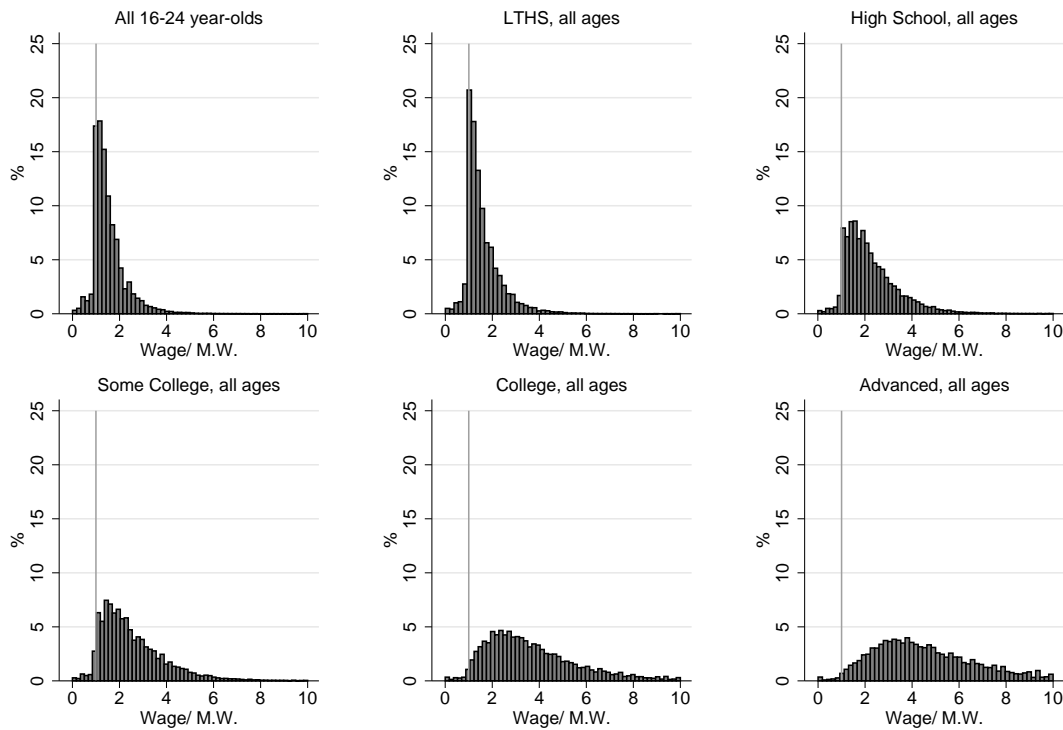 All 16-24 year-olds
25
20
15
10
5
0
%
0 2 4 6 8 10
Wage/ M.W.
LTHS, all ages
25
20
15
10
5
0
%
0 2 4 6 8 10
Wage/ M.W.
High School, all ages
25
20
15
10
5
0
%
0 2 4 6 8 10
Wage/ M.W.
Some College, all ages
25
20
15
10
5
0
%
0 2 4 6 8 10
Wage/ M.W.
College, all ages
25
20
15
10
5
0
%
0 2 4 6 8 10
Wage/ M.W.
Advanced, all ages
25
20
15
10
5
0
%
0 2 4 6 8 10
Wage/ M.W.